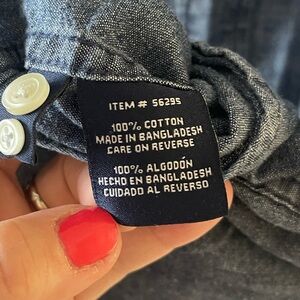 ITEM # 56295
100% COTTON
MADE IN BANGLADESH
CARE ON REVERSE
100% ALGODÓN
HECHO EN BANGLADESH
CUIDADO AL REVERSO